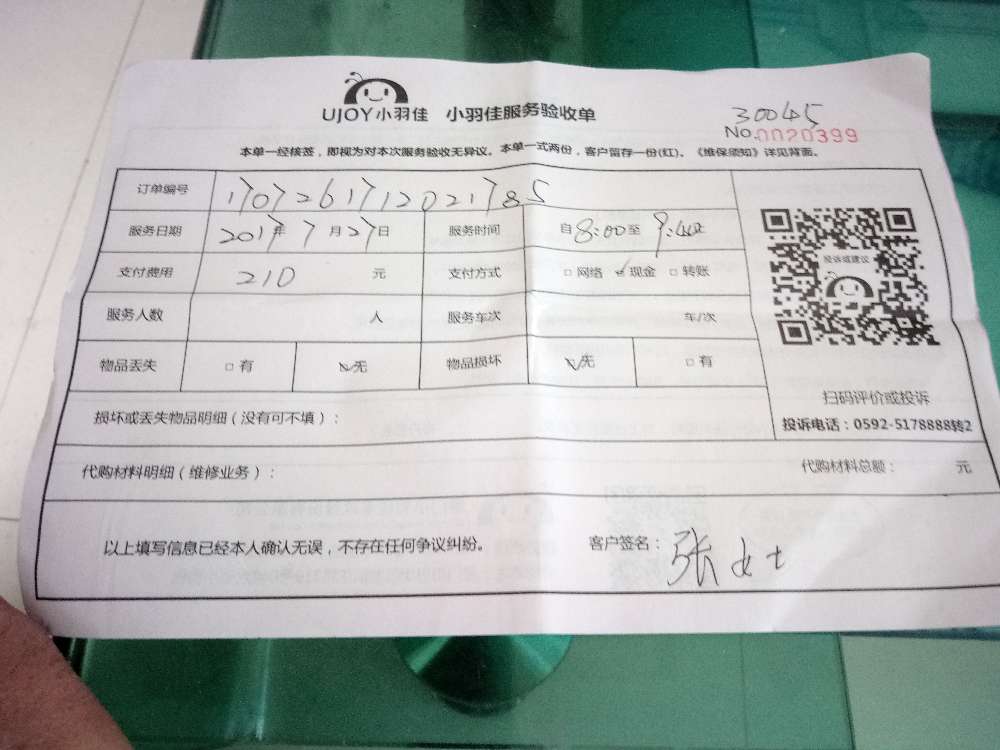 UJOY小羽佳 小羽佳服务验收单
30045
No.0020399
本单一经核签，即视为对本次服务验收无异议。本单一式两份，客户留存一份(红)。《维保须知》详见背面。
订单编号 1707261712021785
服务日期 2017年7月27日 服务时间 自8:00至9:40止
支付费用 210 元 支付方式 □网络 ☑现金 □转账
服务人数 人 服务车次 车/次
物品丢失 □有 ☑无 物品损坏 ☑无 □有
投诉或建议
扫码评价或投诉
投诉电话：0592-5178888转2
损坏或丢失物品明细（没有可不填）：
代购材料明细（维修业务）： 代购材料总额： 元
以上填写信息已经本人确认无误，不存在任何争议纠纷。 客户签名：张女士